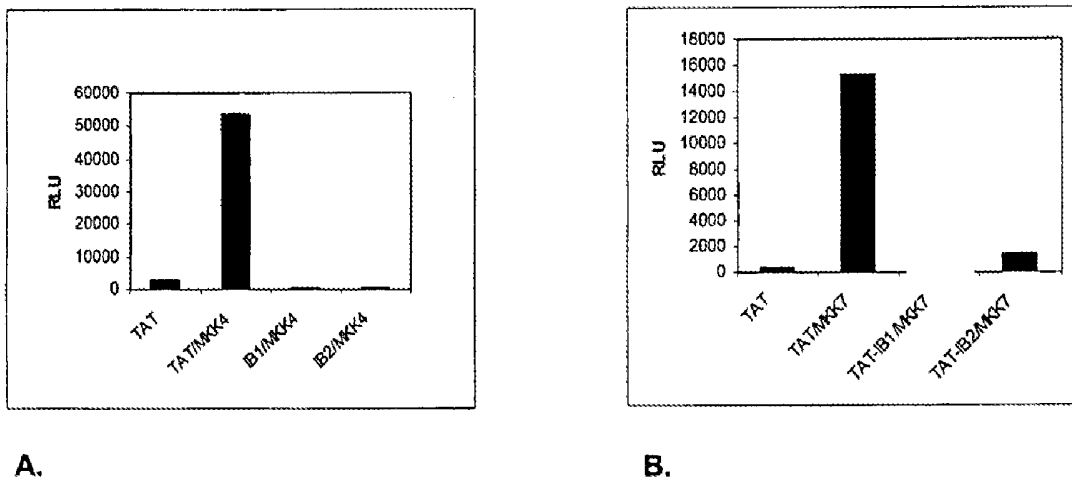 60000
50000
40000
30000
20000
10000
0
RLU
TAT
TAT/MKK4
IB1/MKK4
IB2/MKK4
A.
18000
16000
14000
12000
10000
8000
6000
4000
2000
0
RLU
TAT
TAT/MKK7
TAT-IB1/MKK7
TAT-IB2/MKK7
B.